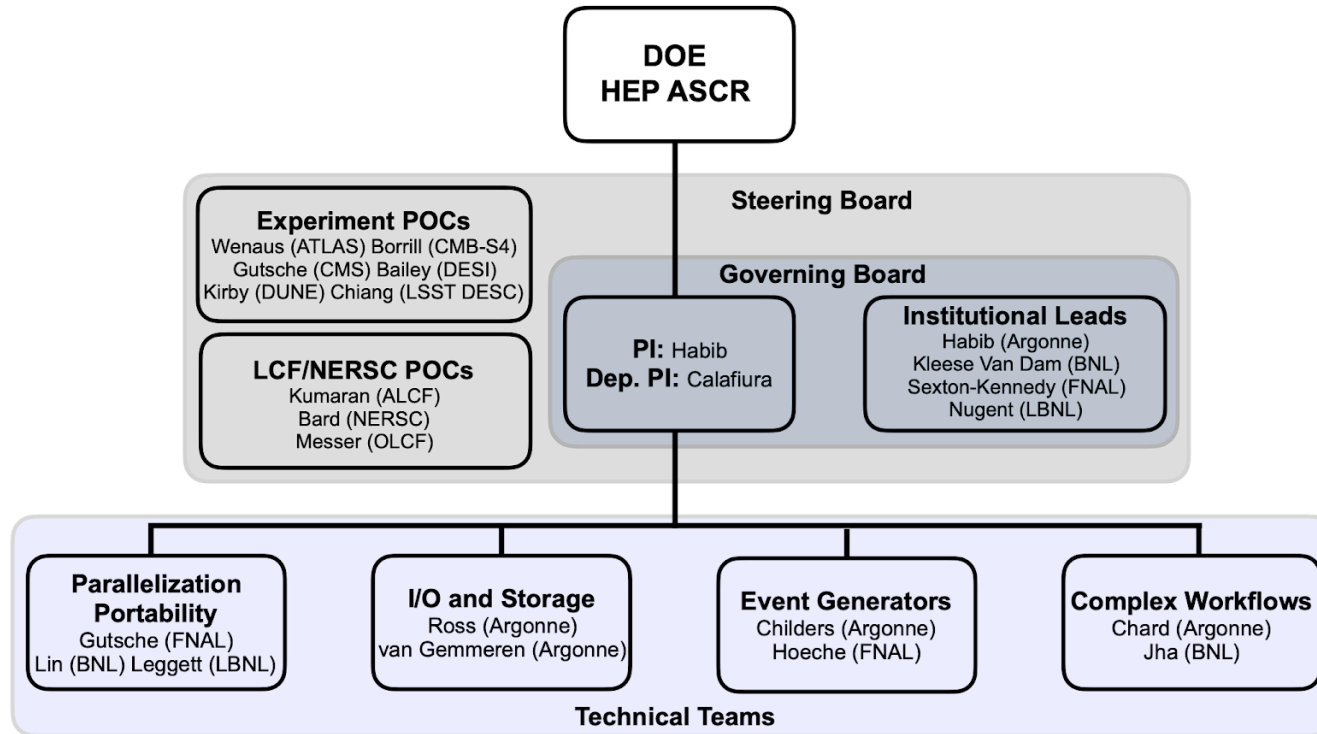 DOE
HEP ASCR
Steering Board
Experiment POCs
Wenaus (ATLAS) Borrill (CMB-S4)
Gutsche (CMS) Bailey (DESI)
Kirby (DUNE) Chiang (LSST DESC)
LCF/NERSC POCs
Kumaran (ALCF)
Bard (NERSC)
Messer (OLCF)
Governing Board
PI: Habib
Dep. PI: Calafiura
Institutional Leads
Habib (Argonne)
Kleese Van Dam (BNL)
Sexton-Kennedy (FNAL)
Nugent (LBNL)
Parallelization
Portability
Gutsche (FNAL)
Lin (BNL) Leggett (LBNL)
I/O and Storage
Ross (Argonne)
van Gemmeren (Argonne)
Event Generators
Childers (Argonne)
Hoeche (FNAL)
Complex Workflows
Chard (Argonne)
Jha (BNL)
Technical Teams